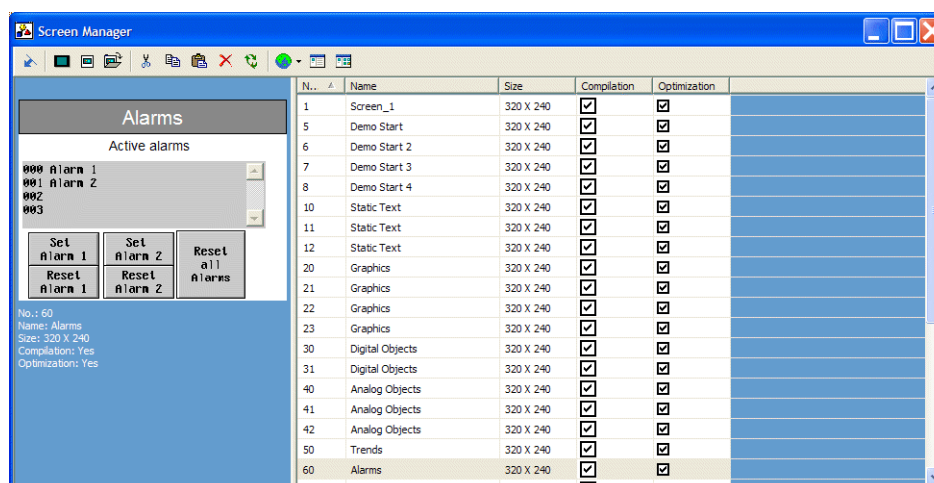 Screen Manager
N.. Name Size Compilation Optimization
Alarms
Active alarms
000 Alarm 1
001 Alarm 2
002
003
Set Alarm 1
Set Alarm 2
Reset all Alarms
Reset Alarm 1
Reset Alarm 2
No.: 60
Name: Alarms
Size: 320 X 240
Compilation: Yes
Optimization: Yes
1 Screen_1 320 X 240
5 Demo Start 320 X 240
6 Demo Start 2 320 X 240
7 Demo Start 3 320 X 240
8 Demo Start 4 320 X 240
10 Static Text 320 X 240
11 Static Text 320 X 240
12 Static Text 320 X 240
20 Graphics 320 X 240
21 Graphics 320 X 240
22 Graphics 320 X 240
23 Graphics 320 X 240
30 Digital Objects 320 X 240
31 Digital Objects 320 X 240
40 Analog Objects 320 X 240
41 Analog Objects 320 X 240
42 Analog Objects 320 X 240
50 Trends 320 X 240
60 Alarms 320 X 240